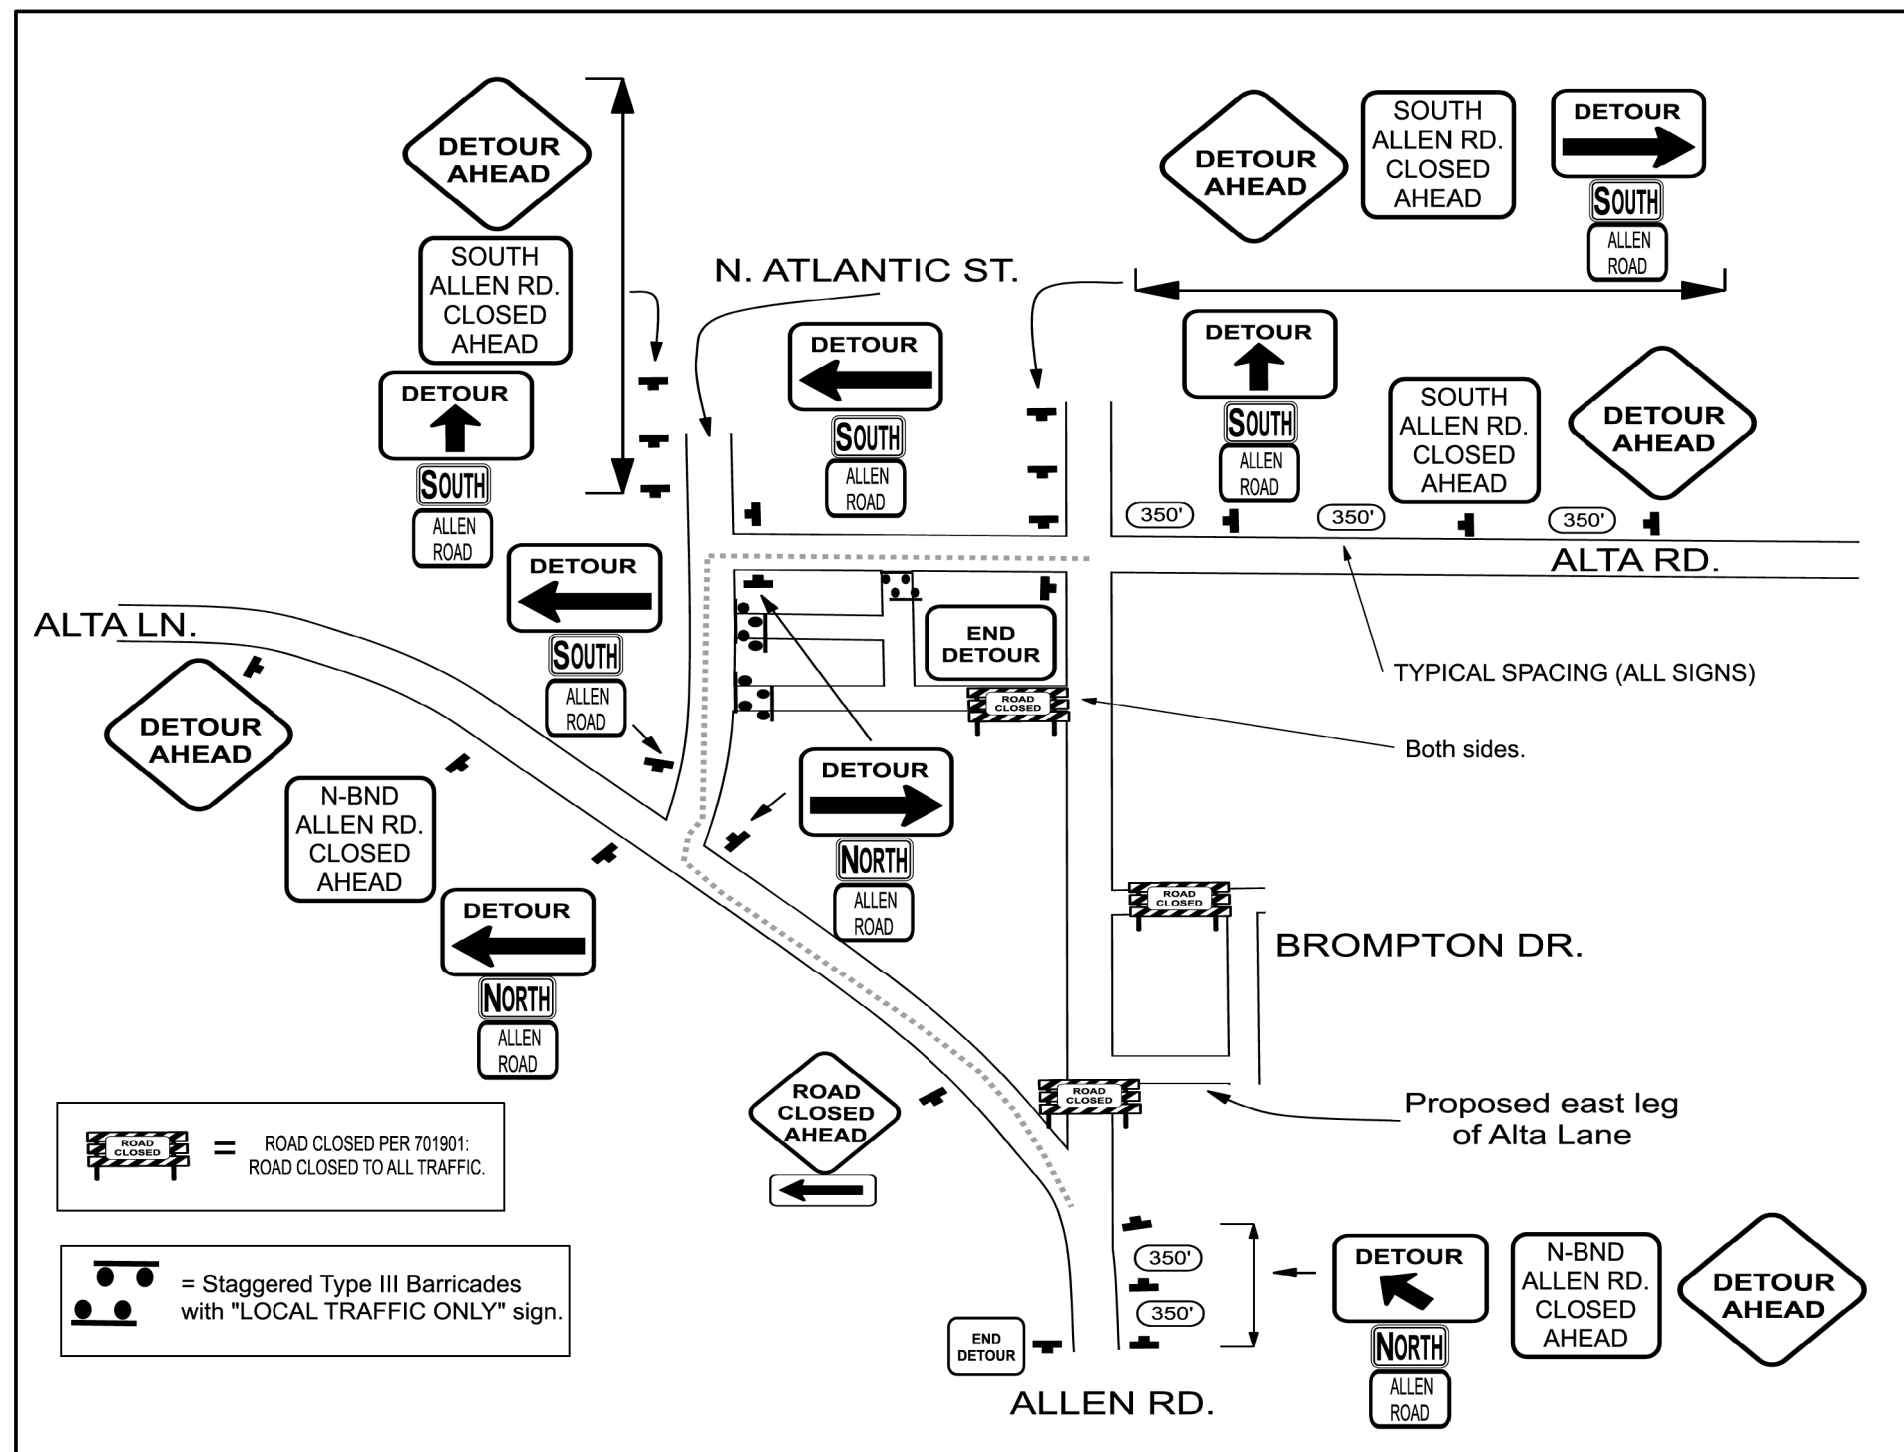 DETOUR
AHEAD
SOUTH
ALLEN RD.
CLOSED
AHEAD
DETOUR
SOUTH
ALLEN
ROAD
DETOUR
AHEAD
SOUTH
ALLEN RD.
CLOSED
AHEAD
DETOUR
SOUTH
ALLEN
ROAD
N. ATLANTIC ST.
DETOUR
SOUTH
ALLEN
ROAD
DETOUR
SOUTH
ALLEN
ROAD
SOUTH
ALLEN RD.
CLOSED
AHEAD
DETOUR
AHEAD
350'
350'
350'
ALTA RD.
DETOUR
SOUTH
ALLEN
ROAD
ALTA LN.
END
DETOUR
TYPICAL SPACING (ALL SIGNS)
ROAD
CLOSED
Both sides.
DETOUR
AHEAD
N-BND
ALLEN RD.
CLOSED
AHEAD
DETOUR
NORTH
ALLEN
ROAD
DETOUR
NORTH
ALLEN
ROAD
ROAD
CLOSED
BROMPTON DR.
ROAD
CLOSED
AHEAD
ROAD
CLOSED
Proposed east leg
of Alta Lane
ROAD
CLOSED
=
ROAD CLOSED PER 701901:
ROAD CLOSED TO ALL TRAFFIC.
= Staggered Type III Barricades
with "LOCAL TRAFFIC ONLY" sign.
350'
350'
DETOUR
NORTH
ALLEN
ROAD
N-BND
ALLEN RD.
CLOSED
AHEAD
DETOUR
AHEAD
END
DETOUR
ALLEN RD.